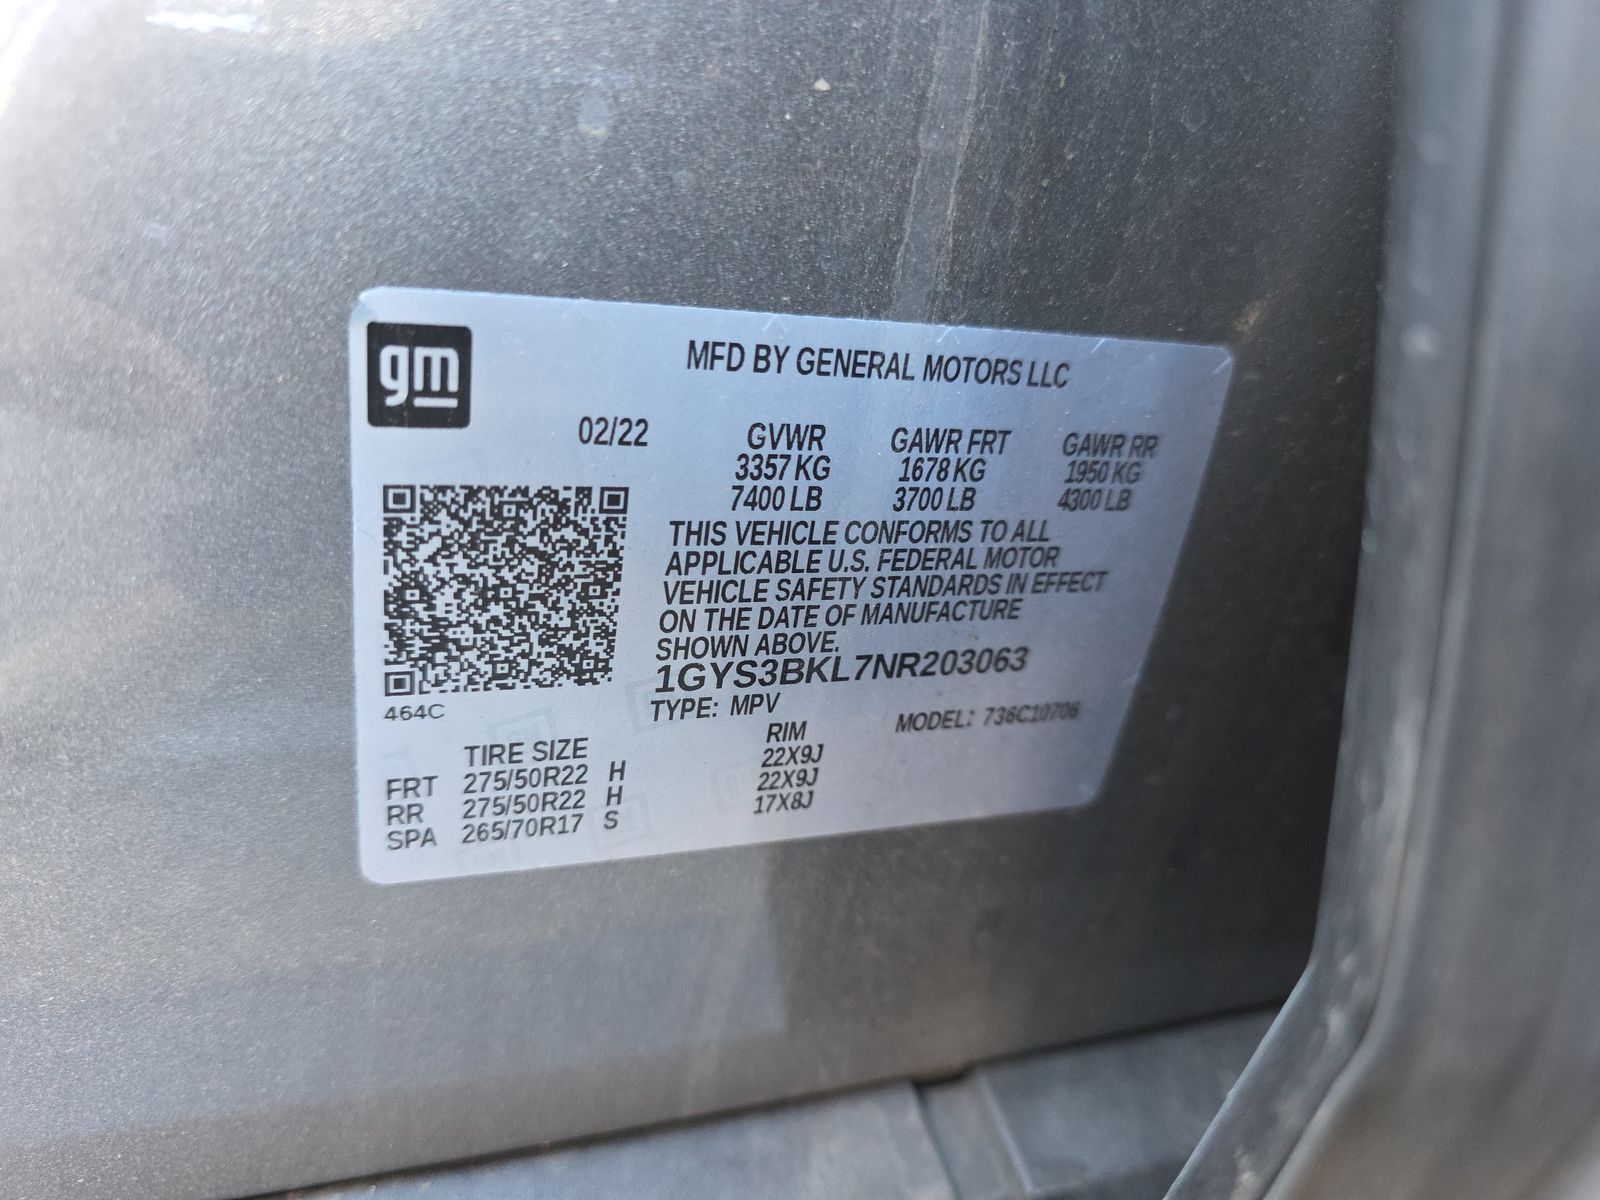 gm
MFD BY GENERAL MOTORS LLC
02/22 GVWR GAWR FRT GAWR RR
3357 KG 1678 KG 1950 KG
7400 LB 3700 LB 4300 LB
THIS VEHICLE CONFORMS TO ALL
APPLICABLE U.S. FEDERAL MOTOR
VEHICLE SAFETY STANDARDS IN EFFECT
ON THE DATE OF MANUFACTURE
SHOWN ABOVE.
1GYS3BKL7NR203063
464C
TYPE: MPV MODEL: 736C10706
TIRE SIZE RIM
FRT 275/50R22 H 22X9J
RR 275/50R22 H 22X9J
SPA 265/70R17 S 17X8J